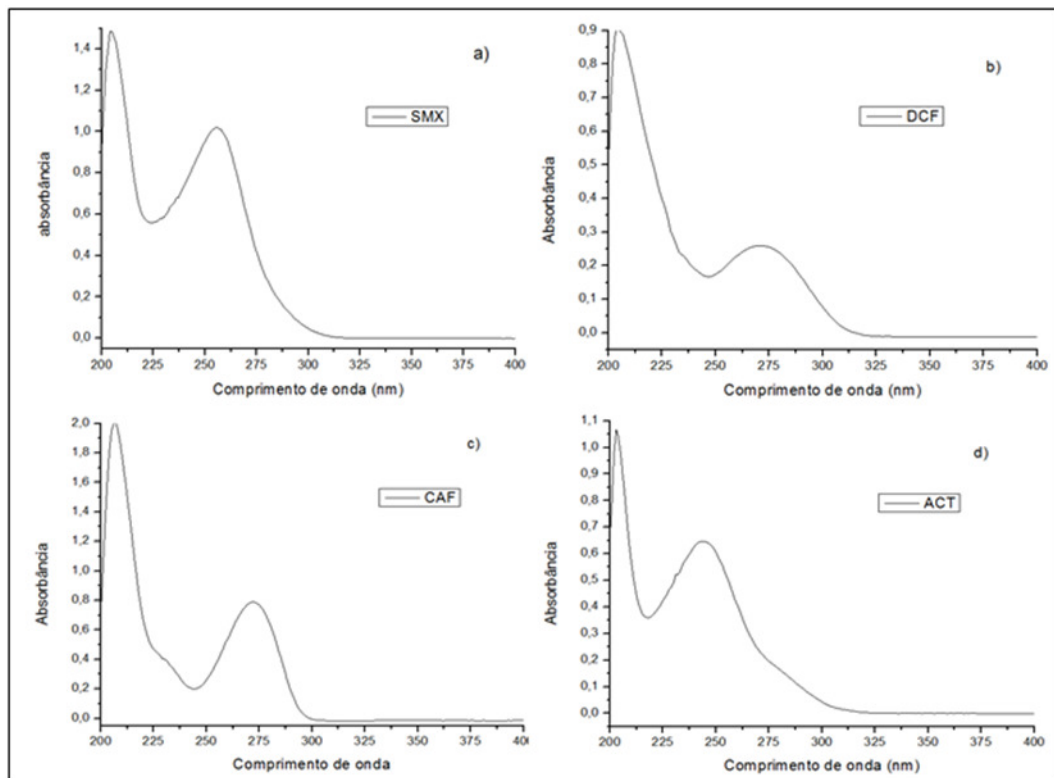 a)
SMX
absorbância
1,4
1,2
1,0
0,8
0,6
0,4
0,2
0,0
200 225 250 275 300 325 350 375 400
Comprimento de onda (nm)
b)
DCF
Absorbância
0,9
0,8
0,7
0,6
0,5
0,4
0,3
0,2
0,1
0,0
200 225 250 275 300 325 350 375 400
Comprimento de onda (nm)
c)
CAF
Absorbância
2,0
1,8
1,6
1,4
1,2
1,0
0,8
0,6
0,4
0,2
0,0
200 225 250 275 300 325 350 375 40
Comprimento de onda
d)
ACT
Absorbância
1,1
1,0
0,9
0,8
0,7
0,6
0,5
0,4
0,3
0,2
0,1
0,0
200 225 250 275 300 325 350 375 400
Comprimento de onda (nm)